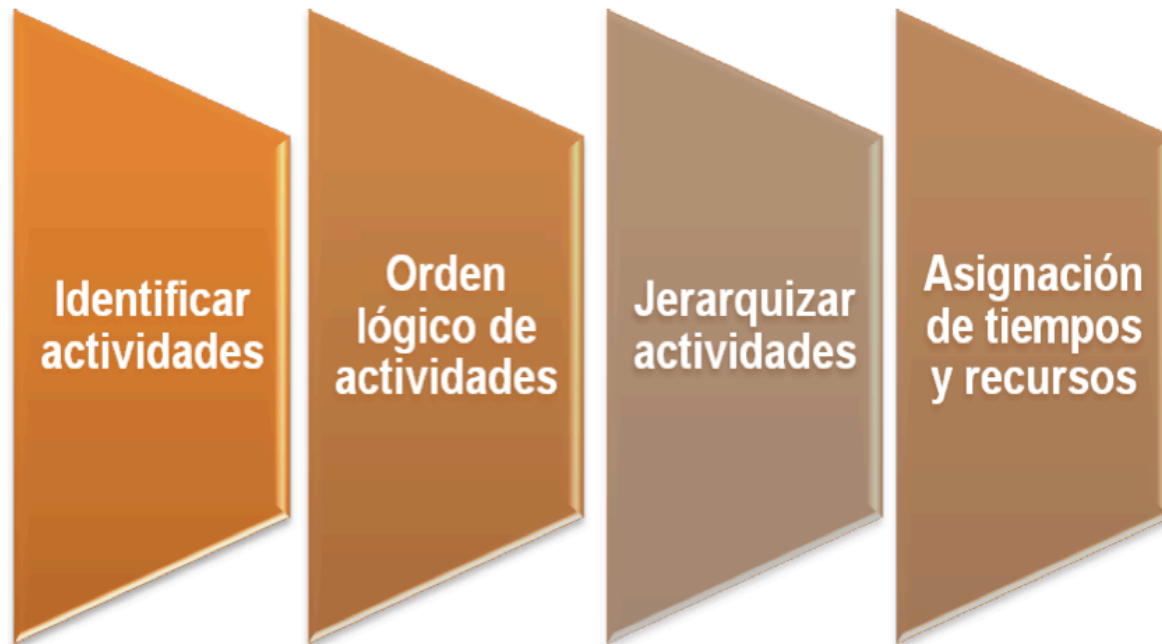 Identificar
actividades
Orden
lógico de
actividades
Jerarquizar
actividades
Asignación
de tiempos
y recursos